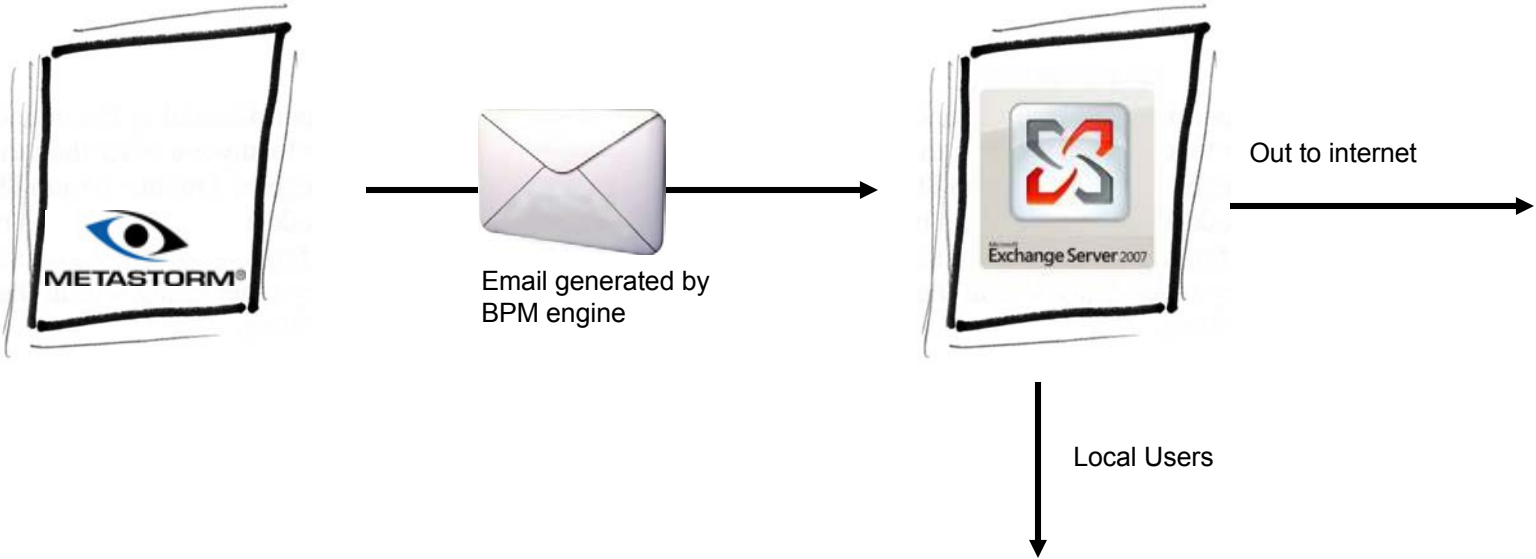 METASTORM®
Email generated by
BPM engine
Microsoft
Exchange Server 2007
Out to internet
Local Users